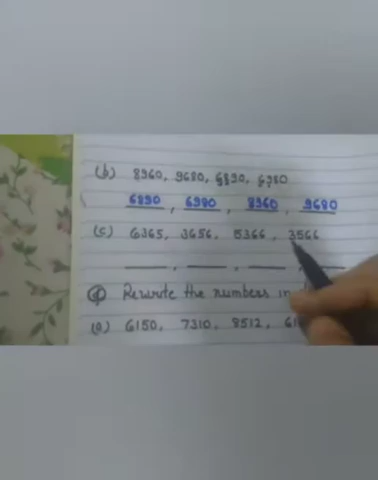 (b) 8960, 9680, 6890, 6980
6890, 6980, 8960, 9680
(c) 6365, 3656, 5366, 3566
Rewrite the numbers in
(a) 6150, 7310, 8512,